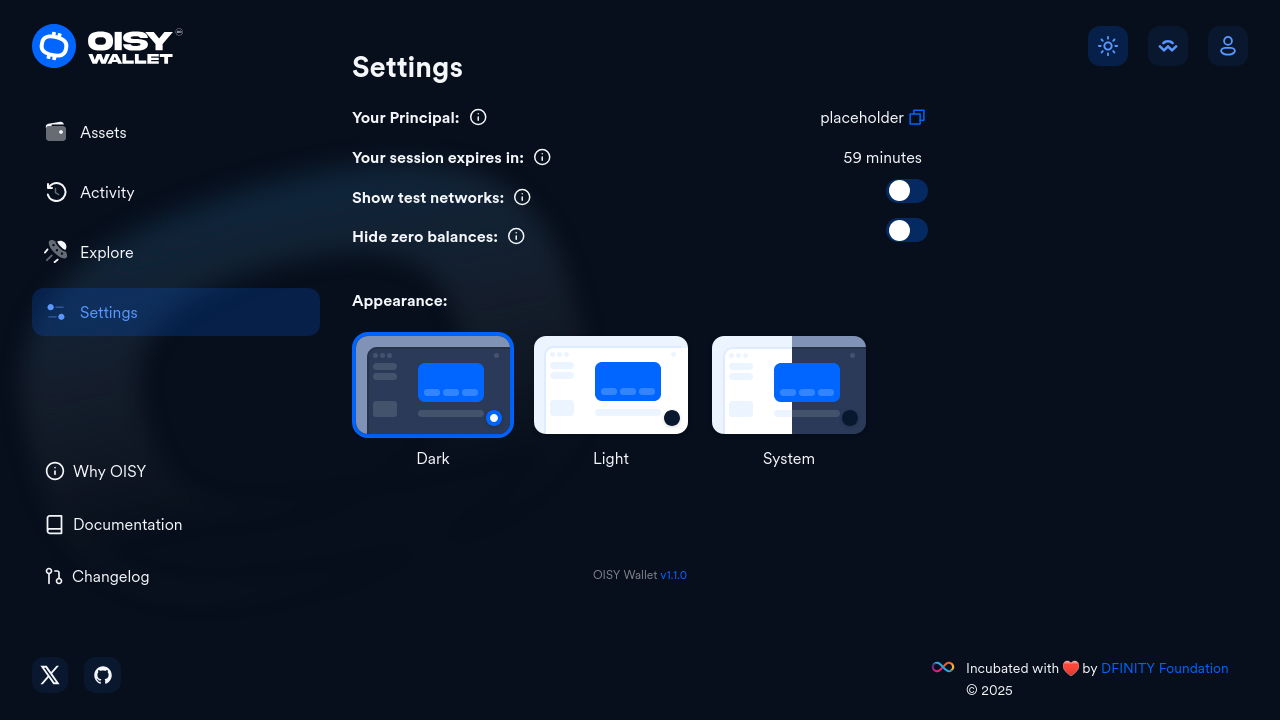 OISY
WALLET
Settings
Assets
Activity
Explore
Settings
Your Principal:
placeholder
Your session expires in:
59 minutes
Show test networks:
Hide zero balances:
Appearance:
Dark
Light
System
Why OISY
Documentation
Changelog
OISY Wallet v1.1.0
Incubated with ❤️ by DFINITY Foundation
© 2025